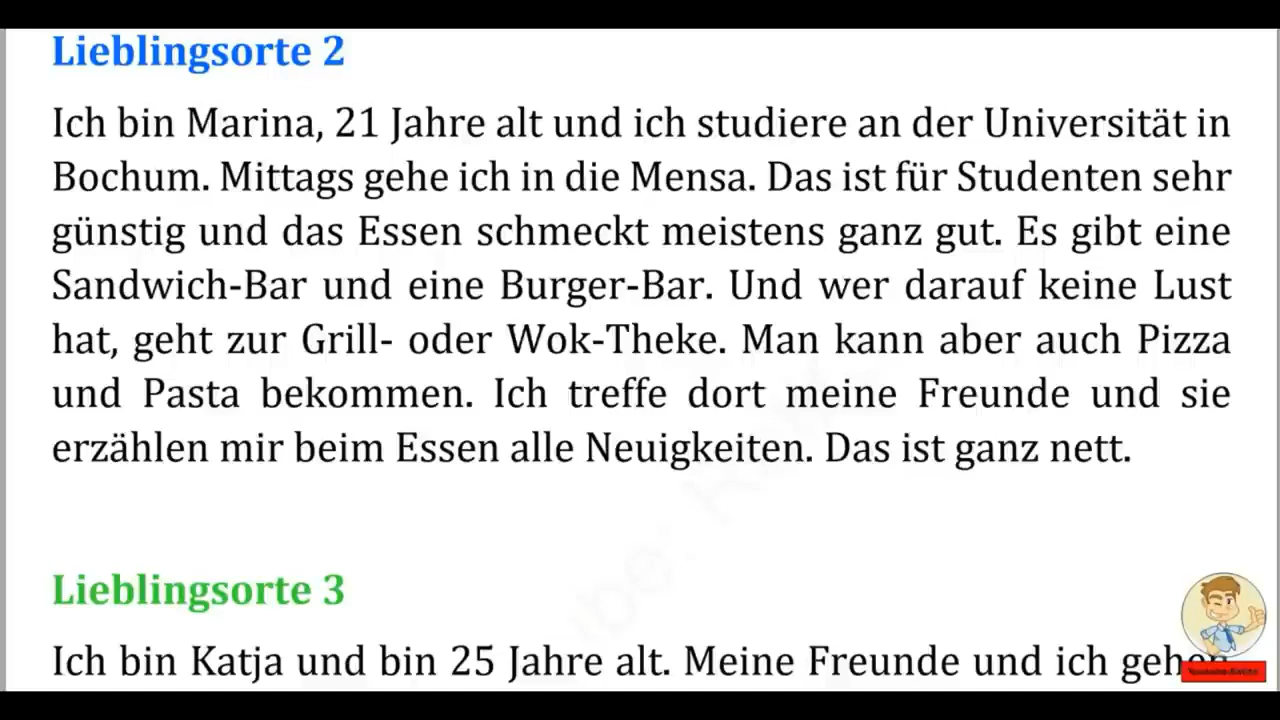 Lieblingsorte 2
Ich bin Marina, 21 Jahre alt und ich studiere an der Universität in
Bochum. Mittags gehe ich in die Mensa. Das ist für Studenten sehr
günstig und das Essen schmeckt meistens ganz gut. Es gibt eine
Sandwich-Bar und eine Burger-Bar. Und wer darauf keine Lust
hat, geht zur Grill- oder Wok-Theke. Man kann aber auch Pizza
und Pasta bekommen. Ich treffe dort meine Freunde und sie
erzählen mir beim Essen alle Neuigkeiten. Das ist ganz nett.
Lieblingsorte 3
Ich bin Katja und bin 25 Jahre alt. Meine Freunde und ich gehen